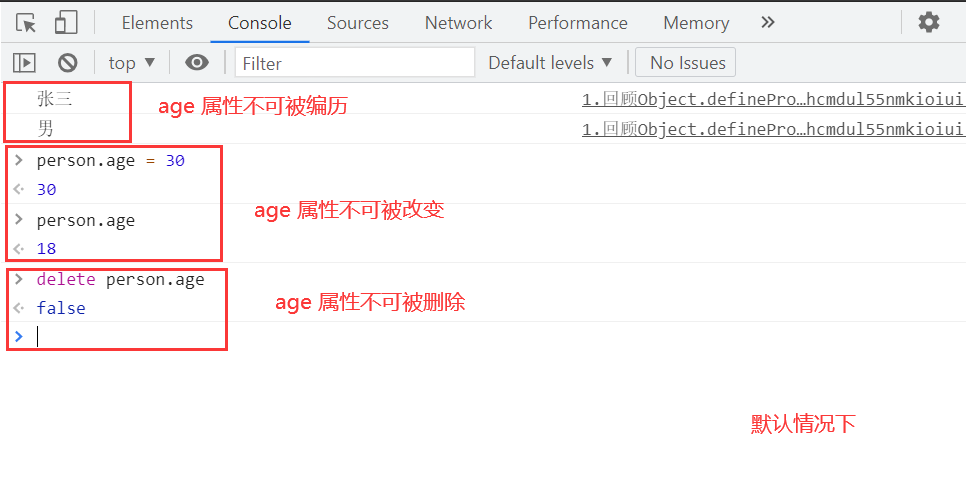 Elements Console Sources Network Performance Memory »
top ▼ Filter Default levels ▼ No Issues
张三 age 属性不可被编历 1.回顾Object.definePro…hcmdul55nmkioiui
男 1.回顾Object.definePro…hcmdul55nmkioiui
> person.age = 30
<· 30
> person.age
age 属性不可被改变
<· 18
> delete person.age
<· false
age 属性不可被删除
>
默认情况下